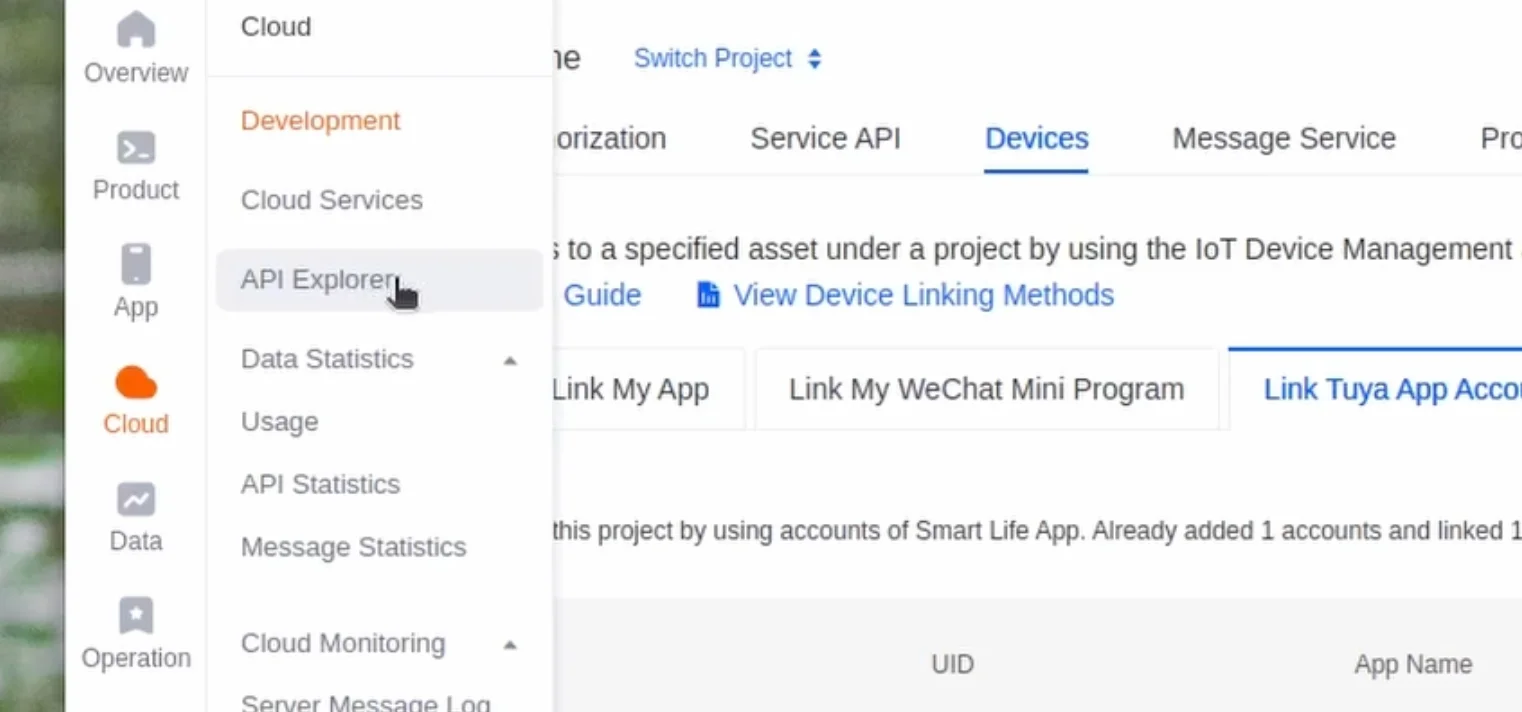 Overview
Product
App
Cloud
Data
Operation
Cloud
Development
Cloud Services
API Explorer
Data Statistics
Usage
API Statistics
Message Statistics
Cloud Monitoring
Server Message Log
Switch Project
Service API
Devices
Message Service
to a specified asset under a project by using the IoT Device Management
Guide
View Device Linking Methods
Link My App
Link My WeChat Mini Program
Link Tuya App
this project by using accounts of Smart Life App. Already added 1 accounts and linked 1
UID
App Name